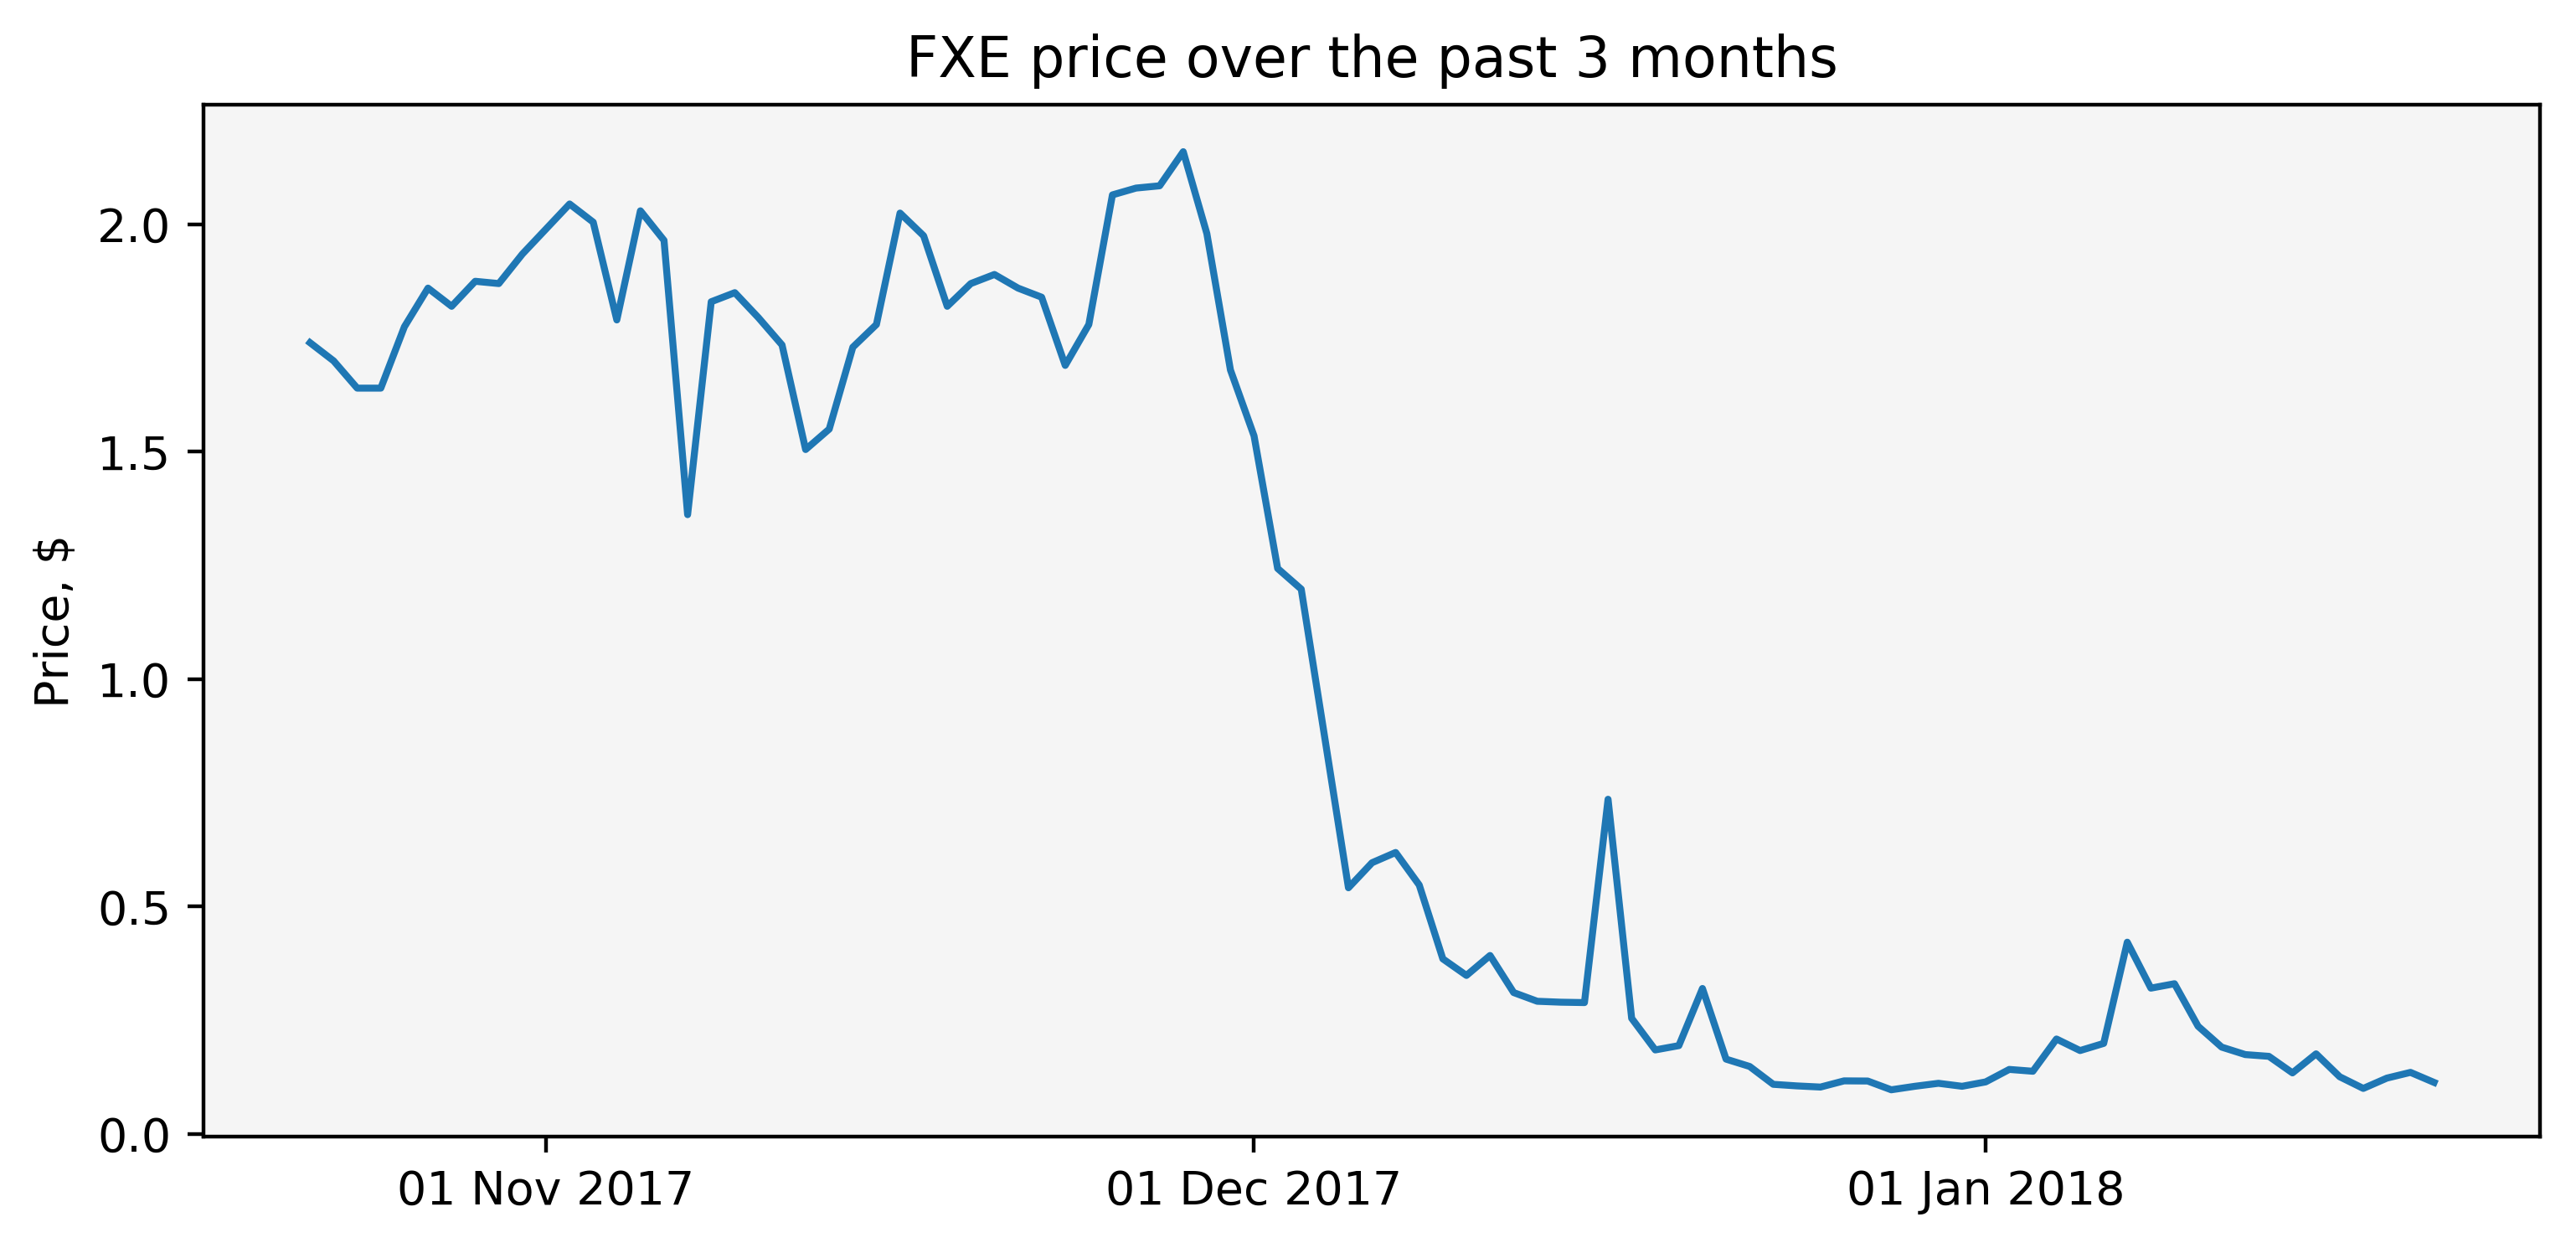 FXE price over the past 3 months
Price, $
2.0
1.5
1.0
0.5
0.0
01 Nov 2017
01 Dec 2017
01 Jan 2018